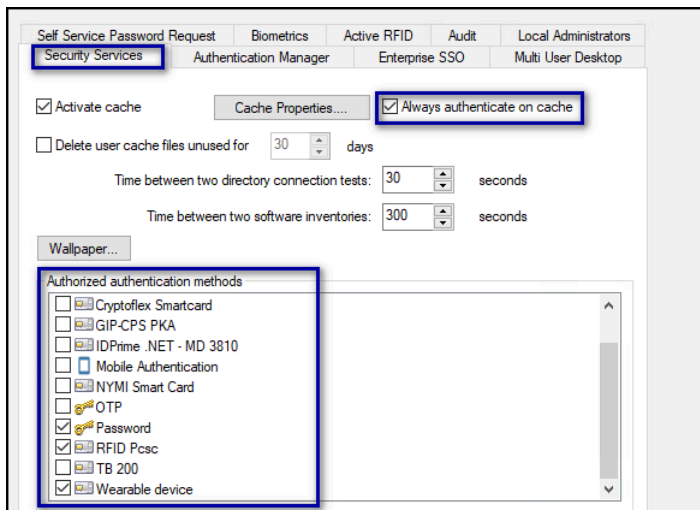 Self Service Password Request Biometrics Active RFID Audit Local Administrators
Security Services Authentication Manager Enterprise SSO Multi User Desktop
Activate cache Cache Properties.... Always authenticate on cache
Delete user cache files unused for 30 days
Time between two directory connection tests: 30 seconds
Time between two software inventories: 300 seconds
Wallpaper...
Authorized authentication methods
Cryptoflex Smartcard
GIP-CPS PKA
IDPrime .NET - MD 3810
Mobile Authentication
NYMI Smart Card
OTP
Password
RFID Pcsc
TB 200
Wearable device